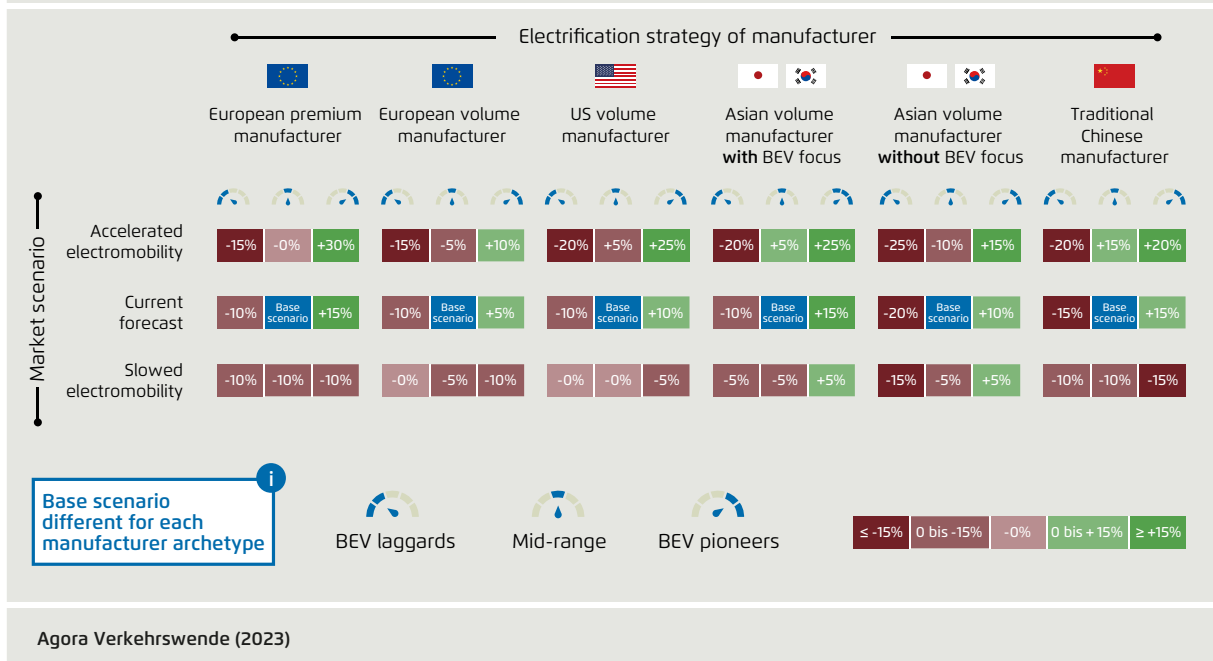 Electrification strategy of manufacturer
European premium
manufacturer
European volume
manufacturer
US volume
manufacturer
Asian volume
manufacturer
with BEV focus
Asian volume
manufacturer
without BEV focus
Traditional
Chinese
manufacturer
Market scenario
Accelerated
electromobility
-15% -0% +30% -15% -5% +10% -20% +5% +25% -20% +5% +25% -25% -10% +15% -20% +15% +20%
Current
forecast
-10% Base
scenario +15% -10% Base
scenario +5% -10% Base
scenario +10% -10% Base
scenario +15% -20% Base
scenario +10% -15% Base
scenario +15%
Slowed
electromobility
-10% -10% -10% -0% -5% -10% -0% -0% -5% -5% -5% +5% -15% -5% +5% -10% -10% -15%
i
Base scenario
different for each
manufacturer archetype
BEV laggards
Mid-range
BEV pioneers
≤ -15% 0 bis -15% -0% 0 bis + 15% ≥ +15%
Agora Verkehrswende (2023)